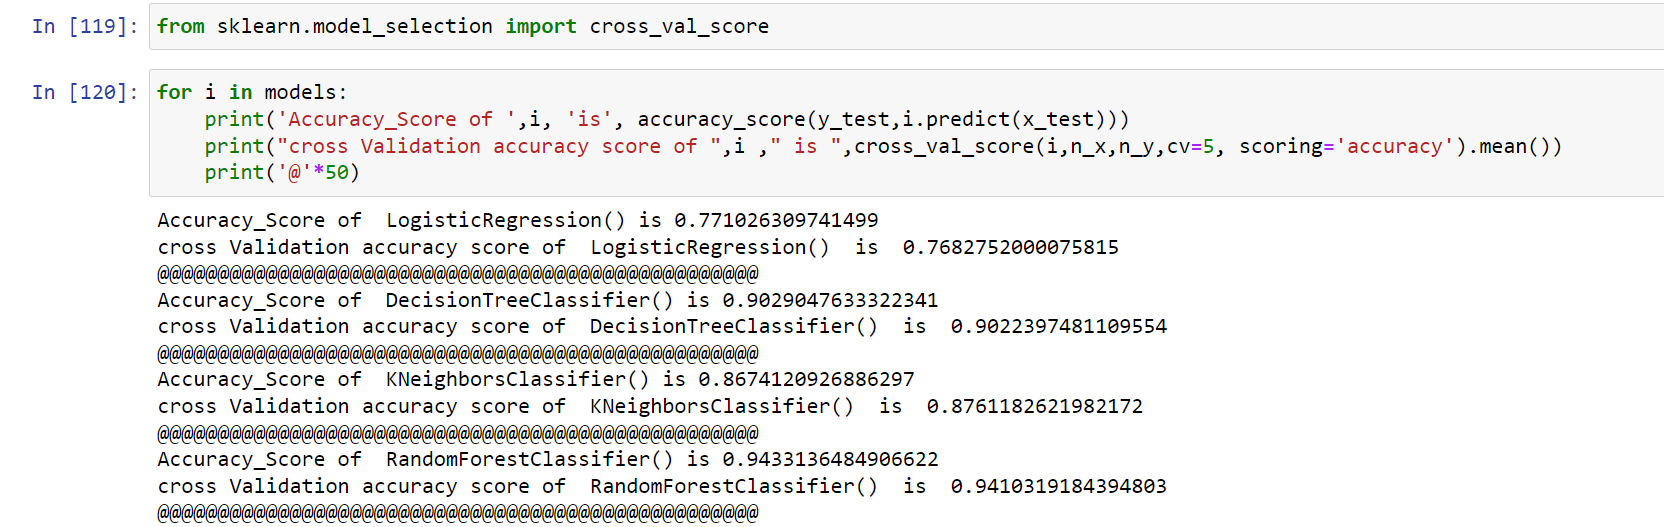 In [119]: from sklearn.model_selection import cross_val_score
In [120]: for i in models:
    print('Accuracy_Score of ',i, 'is', accuracy_score(y_test,i.predict(x_test)))
    print("cross Validation accuracy score of ",i ," is ",cross_val_score(i,n_x,n_y,cv=5, scoring='accuracy').mean())
    print('@'*50)
Accuracy_Score of  LogisticRegression() is 0.771026309741499
cross Validation accuracy score of  LogisticRegression()  is  0.7682752000075815
@@@@@@@@@@@@@@@@@@@@@@@@@@@@@@@@@@@@@@@@@@@@@@@@@@
Accuracy_Score of  DecisionTreeClassifier() is 0.9029047633322341
cross Validation accuracy score of  DecisionTreeClassifier()  is  0.9022397481109554
@@@@@@@@@@@@@@@@@@@@@@@@@@@@@@@@@@@@@@@@@@@@@@@@@@
Accuracy_Score of  KNeighborsClassifier() is 0.8674120926886297
cross Validation accuracy score of  KNeighborsClassifier()  is  0.8761182621982172
@@@@@@@@@@@@@@@@@@@@@@@@@@@@@@@@@@@@@@@@@@@@@@@@@@
Accuracy_Score of  RandomForestClassifier() is 0.9433136484906622
cross Validation accuracy score of  RandomForestClassifier()  is  0.9410319184394803
@@@@@@@@@@@@@@@@@@@@@@@@@@@@@@@@@@@@@@@@@@@@@@@@@@